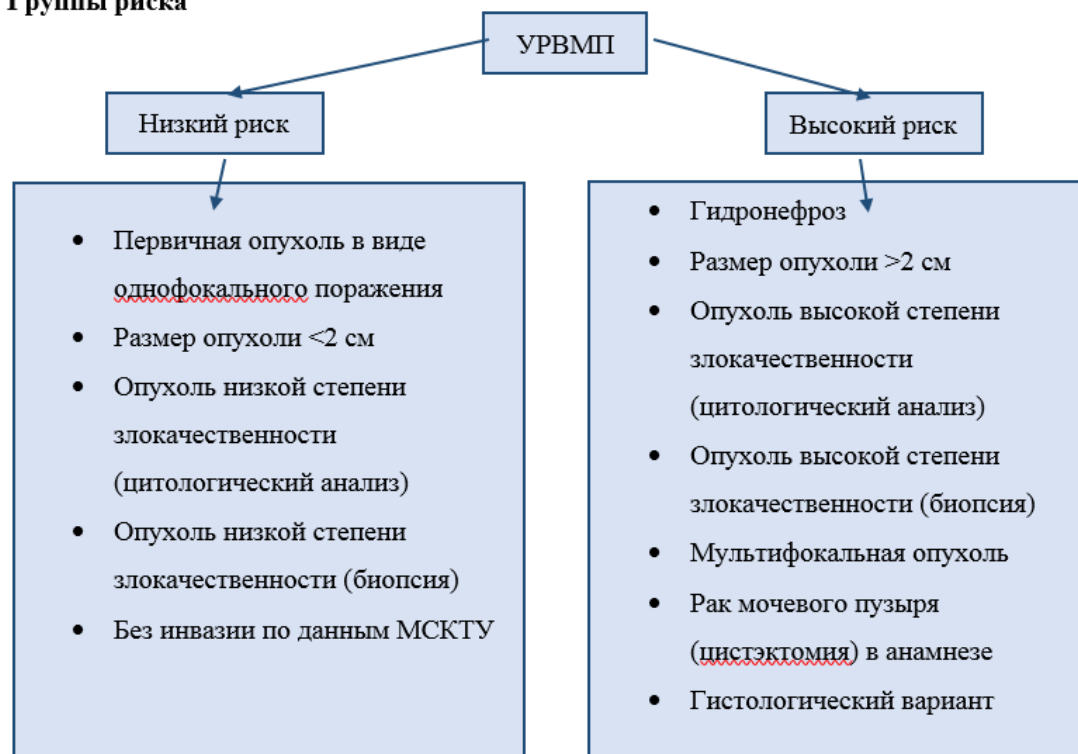 Группы риска
УРВМП
Низкий риск
Высокий риск
• Первичная опухоль в виде
однофокального поражения
• Размер опухоли <2 см
• Опухоль низкой степени
злокачественности
(цитологический анализ)
• Опухоль низкой степени
злокачественности (биопсия)
• Без инвазии по данным МСКТУ
• Гидронефроз
• Размер опухоли >2 см
• Опухоль высокой степени
злокачественности
(цитологический анализ)
• Опухоль высокой степени
злокачественности (биопсия)
• Мультифокальная опухоль
• Рак мочевого пузыря
(цистэктомия) в анамнезе
• Гистологический вариант